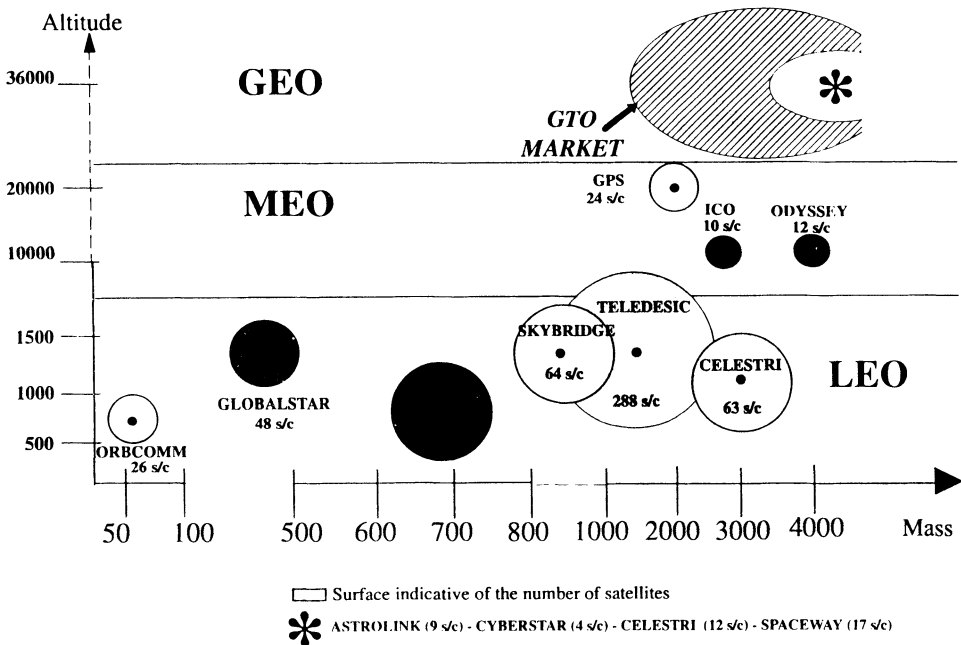 Altitude
36000
GEO
GTO
MARKET
20000
MEO
GPS
24 s/c
ICO
10 s/c
ODYSSEY
12 s/c
10000
1500
SKYBRIDGE
64 s/c
TELEDESIC
288 s/c
CELESTRI
63 s/c
LEO
1000
GLOBALSTAR
48 s/c
500
ORBCOMM
26 s/c
50 100 500 600 700 800 1000 2000 3000 4000 Mass
Surface indicative of the number of satellites
ASTROLINK (9 s/c) - CYBERSTAR (4 s/c) - CELESTRI (12 s/c) - SPACEWAY (17 s/c)